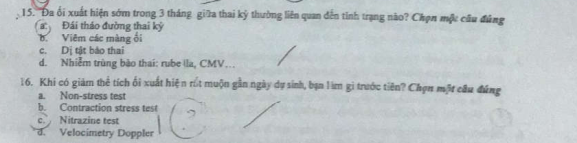 15. Đa ối xuất hiện sớm trong 3 tháng giữa thai kỳ thường liên quan đến tình trạng nào? Chọn một câu đúng
a. Đái tháo đường thai kỳ
b. Viêm các màng ối
c. Dị tật bào thai
d. Nhiễm trùng bào thai: rubella, CMV...
16. Khi có giảm thể tích ối xuất hiện rất muộn gần ngày dự sinh, bạn làm gì trước tiên? Chọn một câu đúng
a. Non-stress test
b. Contraction stress test
c. Nitrazine test
d. Velocimetry Doppler